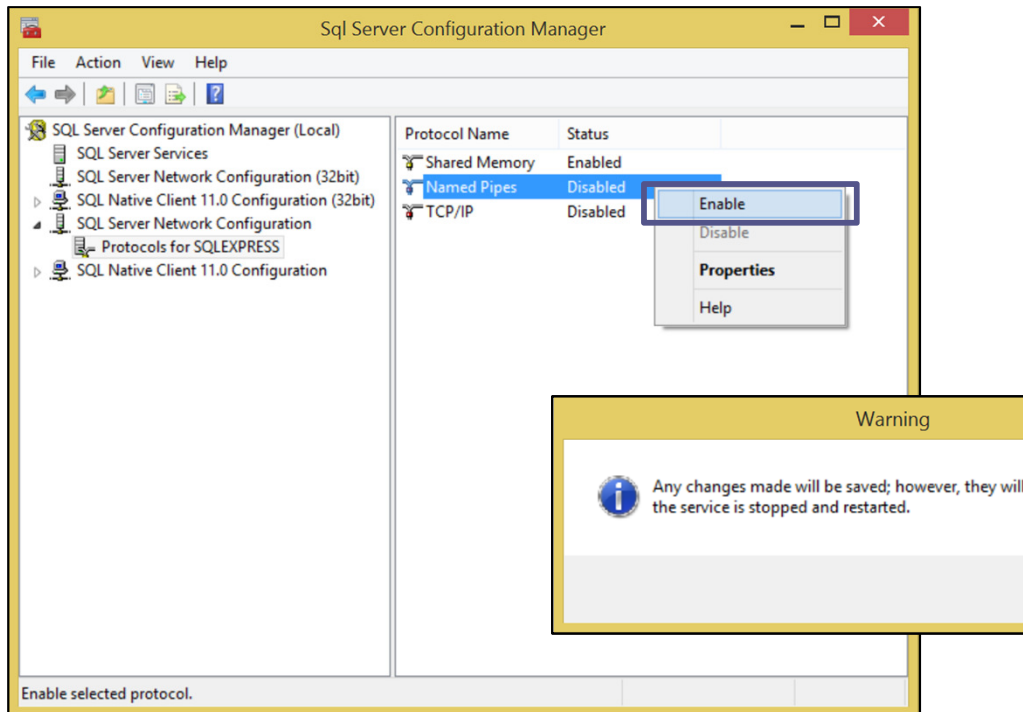 Sql Server Configuration Manager
File Action View Help
SQL Server Configuration Manager (Local)
SQL Server Services
SQL Server Network Configuration (32bit)
SQL Native Client 11.0 Configuration (32bit)
SQL Server Network Configuration
Protocols for SQLEXPRESS
SQL Native Client 11.0 Configuration
Protocol Name Status
Shared Memory Enabled
Named Pipes Disabled
TCP/IP Disabled
Enable
Disable
Properties
Help
Warning
Any changes made will be saved; however, they will
the service is stopped and restarted.
Enable selected protocol.